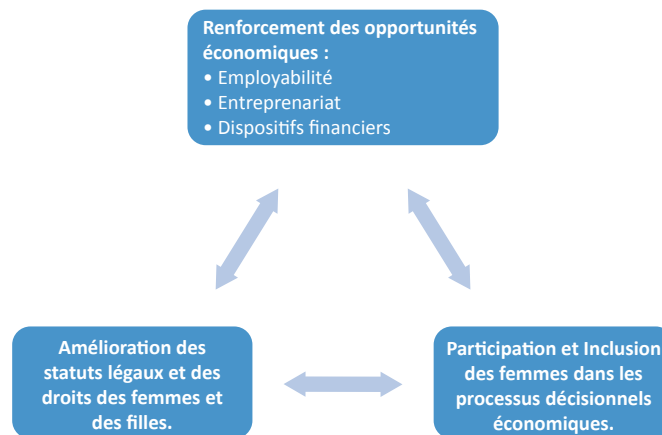 Renforcement des opportunités
économiques :
• Employabilité
• Entreprenariat
• Dispositifs financiers
Amélioration des
statuts légaux et des
droits des femmes et
des filles.
Participation et Inclusion
des femmes dans les
processus décisionnels
économiques.